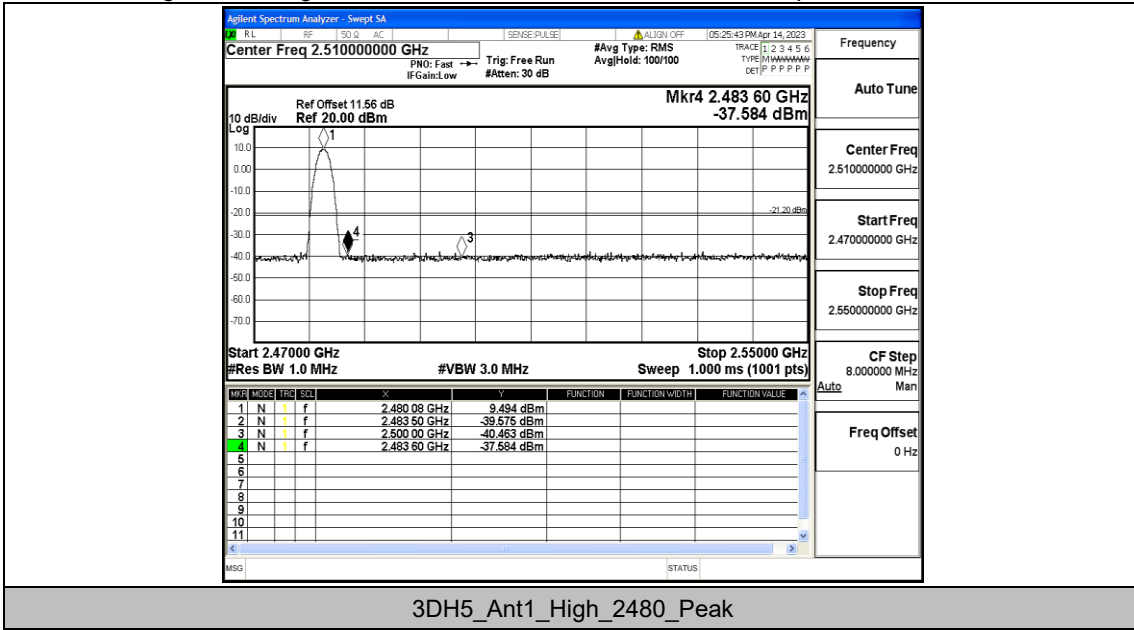 Agilent Spectrum Analyzer - Swept SA
RL RF 50 Ω AC SENSE:PULSE ALIGN OFF 05:25:43 PM Apr 14, 2023
Center Freq 2.510000000 GHz
PNO: Fast
IFGain:Low
Trig: Free Run
#Atten: 30 dB
#Avg Type: RMS
Avg|Hold: 100/100
TRACE 1 2 3 4 5 6
TYPE M
DET P P P P P P
Mkr4 2.483 60 GHz
-37.584 dBm
Ref Offset 11.56 dB
10 dB/div Ref 20.00 dBm
Log
10.0
0.00
-10.0
-20.0
-30.0
-40.0
-50.0
-60.0
-70.0
1
4
3
-21.20 dBm
Start 2.47000 GHz Stop 2.55000 GHz
#Res BW 1.0 MHz #VBW 3.0 MHz Sweep 1.000 ms (1001 pts)
MKR MODE TRC SCL X Y FUNCTION FUNCTION WIDTH FUNCTION VALUE
1 N 1 f 2.480 08 GHz 9.494 dBm
2 N 1 f 2.483 50 GHz -39.575 dBm
3 N 1 f 2.500 00 GHz -40.463 dBm
4 N 1 f 2.483 60 GHz -37.584 dBm
5
6
7
8
9
10
11
MSG STATUS
Frequency
Auto Tune
Center Freq
2.510000000 GHz
Start Freq
2.470000000 GHz
Stop Freq
2.550000000 GHz
CF Step
8.000000 MHz
Auto Man
Freq Offset
0 Hz
3DH5_Ant1_High_2480_Peak